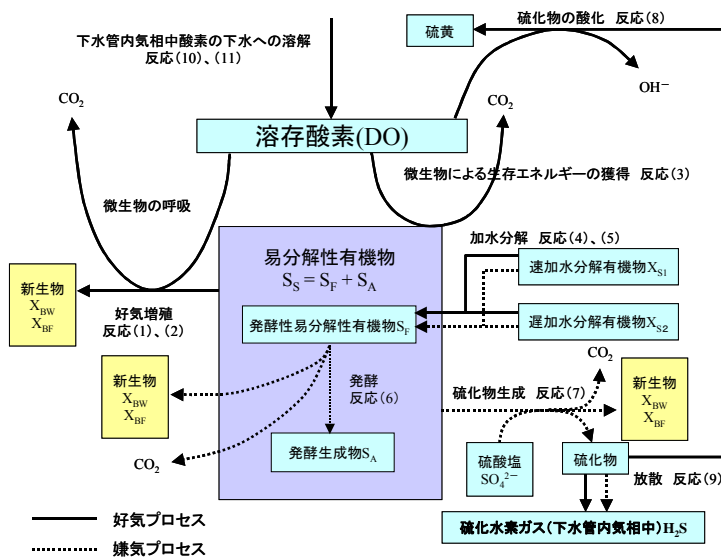 硫化物の酸化 反応(8)
硫黄
下水管内気相中酸素の下水への溶解
反応(10)、(11)
OH−
CO2
CO2
溶存酸素(DO)
微生物による生存エネルギーの獲得 反応(3)
微生物の呼吸
加水分解 反応(4)、(5)
易分解性有機物
SS = SF + SA
速加水分解有機物XS1
新生物
XBW
XBF
好気増殖
反応(1)、(2)
発酵性易分解性有機物SF
遅加水分解有機物XS2
CO2
新生物
XBW
XBF
発酵
反応(6)
硫化物生成 反応(7)
新生物
XBW
XBF
発酵生成物SA
CO2
硫酸塩
SO42−
硫化物
放散 反応(9)
好気プロセス
硫化水素ガス(下水管内気相中)H2S
嫌気プロセス